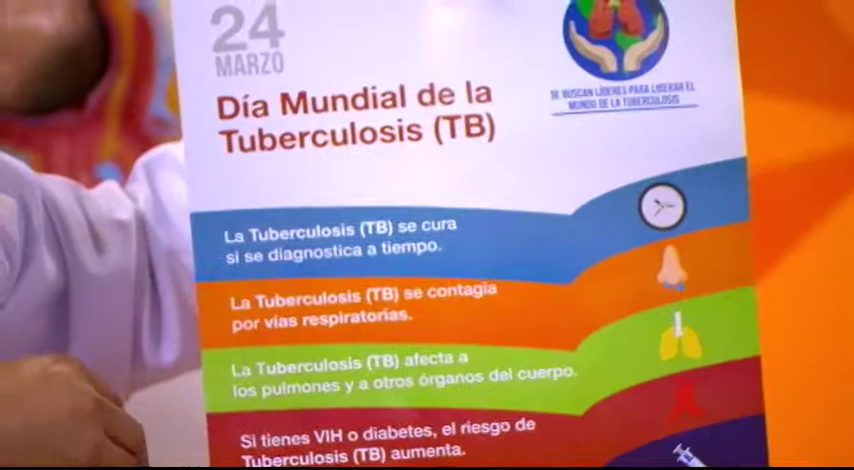 24
MARZO
Día Mundial de la
Tuberculosis (TB)
SE BUSCAN LÍDERES PARA LIBERAR EL
MUNDO DE LA TUBERCULOSIS
La Tuberculosis (TB) se cura
si se diagnostica a tiempo.
La Tuberculosis (TB) se contagia
por vías respiratorías.
La Tuberculosis (TB) afecta a
los pulmones y a otros órganos del cuerpo.
Si tienes VIH o diabetes, el riesgo de
Tuberculosis (TB) aumenta.